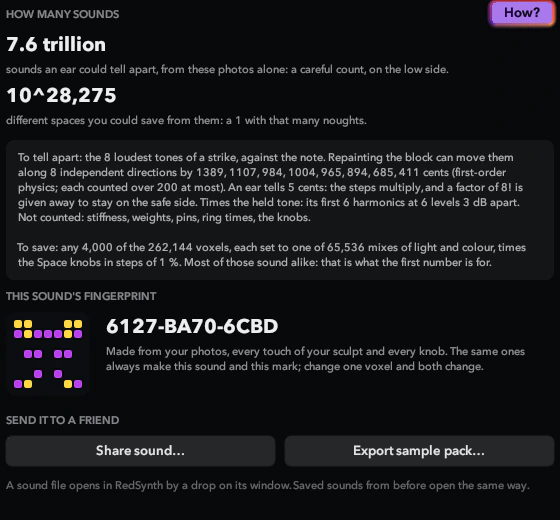 HOW MANY SOUNDS
How?
7.6 trillion
sounds an ear could tell apart, from these photos alone: a careful count, on the low side.
10^28,275
different spaces you could save from them: a 1 with that many noughts.
To tell apart: the 8 loudest tones of a strike, against the note. Repainting the block can move them
along 8 independent directions by 1389, 1107, 984, 1004, 965, 894, 685, 411 cents (first-order
physics; each counted over 200 at most). An ear tells 5 cents: the steps multiply, and a factor of 8! is
given away to stay on the safe side. Times the held tone: its first 6 harmonics at 6 levels 3 dB apart.
Not counted: stiffness, weights, pins, ring times, the knobs.
To save: any 4,000 of the 262,144 voxels, each set to one of 65,536 mixes of light and colour, times
the Space knobs in steps of 1 %. Most of those sound alike: that is what the first number is for.
THIS SOUND'S FINGERPRINT
6127-BA70-6CBD
Made from your photos, every touch of your sculpt and every knob. The same ones
always make this sound and this mark; change one voxel and both change.
SEND IT TO A FRIEND
Share sound...
Export sample pack...
A sound file opens in RedSynth by a drop on its window. Saved sounds from before open the same way.